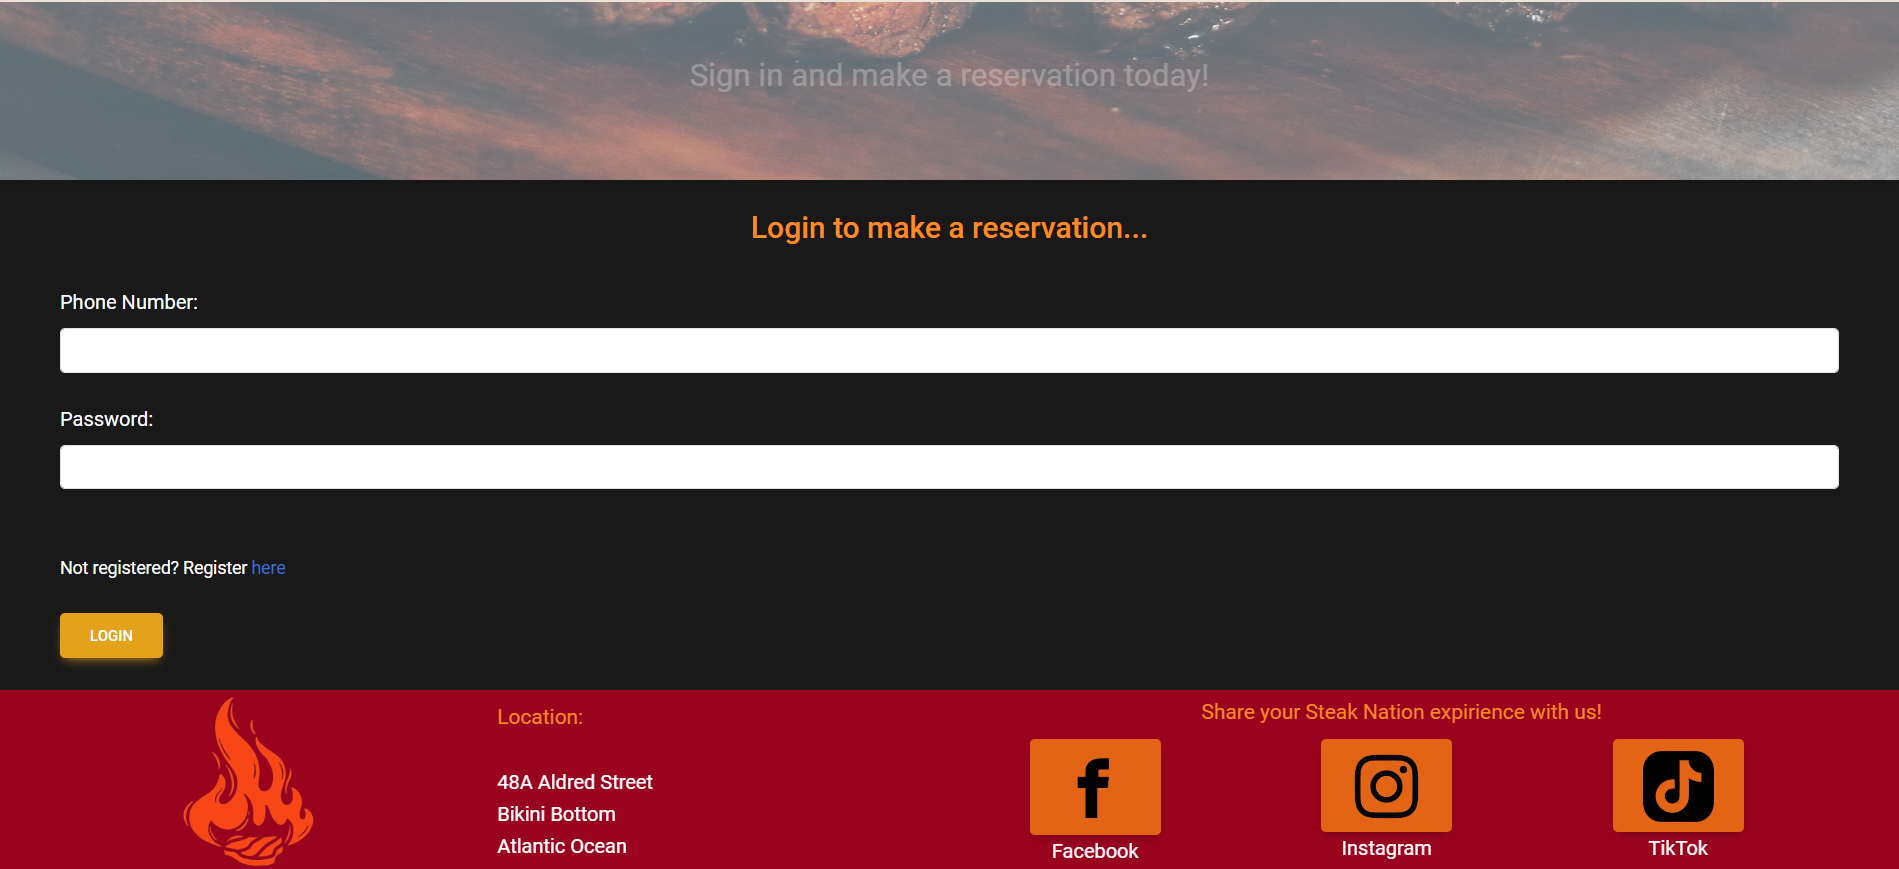 Sign in and make a reservation today!
Login to make a reservation...
Phone Number:
Password:
Not registered? Register here
LOGIN
Location:
48A Aldred Street
Bikini Bottom
Atlantic Ocean
Share your Steak Nation expirience with us!
Facebook
Instagram
TikTok